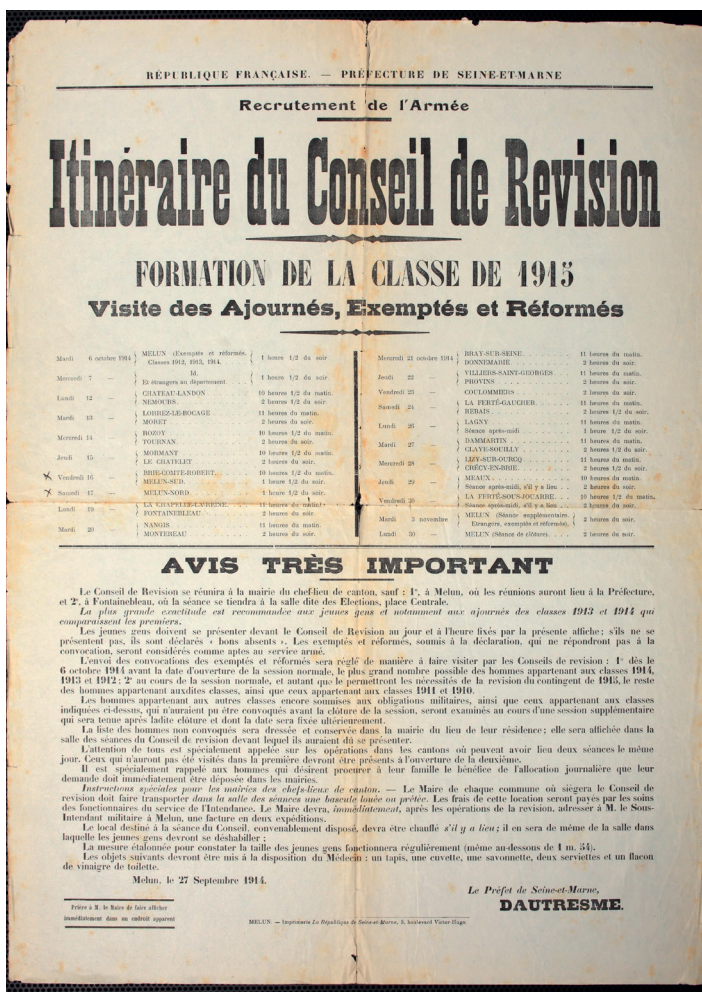 RÉPUBLIQUE FRANÇAISE. — PRÉFECTURE DE SEINE-ET-MARNE
Recrutement de l'Armée
Itinéraire du Conseil de Revision
FORMATION DE LA CLASSE DE 1915
Visite des Ajournés, Exemptés et Réformés
Mardi 6 octobre 1914 MELUN (Exemptés et réformés, Classes 1912, 1913, 1914. 1 heure 1/2 du soir
Mercredi 7 — Id. Et étrangers au département 1 heure 1/2 du soir.
Lundi 12 — CHATEAU-LANDON 10 heures 1/2 du matin.
NEMOURS. 2 heures 1/2 du soir.
Mardi 13 — LORREZ-LE-BOCAGE 11 heures du matin.
MORET 2 heures du soir.
Mercredi 14 ROZOY 10 heures 1/2 du matin.
TOURNAN. 2 heures du soir.
Jeudi 15 — MORMANT 10 heures 1/2 du matin.
LE CHATELET 2 heures du soir.
Vendredi 16 — BRIE-COMTE-ROBERT. 10 heures 1/2 du matin.
MELUN-SUD. 1 heure 1/2 du soir.
Samedi 17 — MELUN-NORD 1 heure 1/2 du soir.
Lundi 19 — LA CHAPELLE-LA-REINE. 11 heures du matin.
FONTAINEBLEAU 2 heures du soir.
Mardi 20 NANGIS 11 heures du matin.
MONTEREAU 2 heures du soir.
Mercredi 21 octobre 1914 BRAY-SUR-SEINE. 11 heures du matin.
DONNEMARIE. 2 heures du soir.
Jeudi 22 — VILLIERS-SAINT-GEORGES 11 heures du matin.
PROVINS 2 heures du soir.
Vendredi 23 — COULOMMIERS 2 heures du soir.
Samedi 24 — LA FERTÉ-GAUCHER. 11 heures du matin.
REBAIS 2 heures 1/2 du soir.
Lundi 26 — LAGNY 11 heures du matin.
Séance après-midi 1 heure 1/2 du soir.
Mardi 27 — DAMMARTIN 11 heures du matin.
CLAYE-SOUILLY 2 heures 1/2 du soir.
Mercredi 28 — LIZY-SUR-OURCQ 11 heures du matin.
CRÉCY-EN-BRIE. 2 heures 1/2 du soir.
Jeudi 29 — MEAUX. 10 heures du matin.
Séance après-midi, s'il y a lieu 2 heures du soir.
Vendredi 30 — LA FERTÉ-SOUS-JOUARRE. 10 heures 1/2 du matin.
Séance après-midi, s'il y a lieu. 2 heures du soir.
Mardi 3 novembre MELUN (Séance supplémentaire. Etrangers, exemptés et réformés). 2 heures du soir.
Lundi 30 — MELUN (Séance de clôture). 2 heures du soir.
AVIS TRÈS IMPORTANT
Le Conseil de Revision se réunira à la mairie du chef-lieu de canton, sauf : 1°, à Melun, où les réunions auront lieu à la Préfecture,
et 2°, à Fontainebleau, où la séance se tiendra à la salle dite des Elections, place Centrale.
La plus grande exactitude est recommandée aux jeunes gens et notamment aux ajournés des classes 1913 et 1914 qui
comparaissent les premiers.
Les jeunes gens doivent se présenter devant le Conseil de Revision au jour et à l'heure fixés par la présente affiche ; s'ils ne se
présentent pas, ils sont déclarés « bons absents ». Les exemptés et réformés, soumis à la déclaration, qui ne répondront pas à la
convocation, seront considérés comme aptes au service armé.
L'envoi des convocations des exemptés et réformés sera réglé de manière à faire visiter par les Conseils de revision : 1° dès le
6 octobre 1914 avant la date d'ouverture de la session normale, le plus grand nombre possible des hommes appartenant aux classes 1914,
1913 et 1912 ; 2° au cours de la session normale, et autant que le permettront les nécessités de la revision du contingent de 1915, le reste
des hommes appartenant auxdites classes, ainsi que ceux appartenant aux classes 1911 et 1910.
Les hommes appartenant aux autres classes encore soumises aux obligations militaires, ainsi que ceux appartenant aux classes
indiquées ci-dessus, qui n'auraient pu être convoqués avant la clôture de la session, seront examinés au cours d'une session supplémentaire
qui sera tenue après ladite clôture et dont la date sera fixée ultérieurement.
La liste des hommes non convoqués sera dressée et conservée dans la mairie du lieu de leur résidence ; elle sera affichée dans la
salle des séances du Conseil de revision devant lequel ils auraient dû se présenter.
L'attention de tous est spécialement appelée sur les opérations dans les cantons où peuvent avoir lieu deux séances le même
jour. Ceux qui n'auront pas été visités dans la première devront être présents à l'ouverture de la deuxième.
Il est spécialement rappelé aux hommes qui désirent procurer à leur famille le bénéfice de l'allocation journalière que leur
demande doit immédiatement être déposée dans les mairies.
Instructions spéciales pour les mairies des chefs-lieux de canton. — Le Maire de chaque commune où siègera le Conseil de
revision doit faire transporter dans la salle des séances une bascule louée ou prêtée. Les frais de cette location seront payés par les soins
des fonctionnaires du service de l'Intendance. Le Maire devra, immédiatement, après les opérations de la revision, adresser à M. le Sous-
Intendant militaire à Melun, une facture en deux expéditions.
Le local destiné à la séance du Conseil, convenablement disposé, devra être chauffé s'il y a lieu ; il en sera de même de la salle dans
laquelle les jeunes gens devront se déshabiller ;
La mesure étalonnée pour constater la taille des jeunes gens fonctionnera régulièrement (même au-dessous de 1 m. 54).
Les objets suivants devront être mis à la disposition du Médecin : un tapis, une cuvette, une savonnette, deux serviettes et un flacon
de vinaigre de toilette.
Melun, le 27 Septembre 1914.
Le Préfet de Seine-et-Marne,
DAUTRESME.
Prière à M. le Maire de faire afficher
immédiatement dans un endroit apparent
MELUN. — Imprimerie La République de Seine-et-Marne, 5, boulevard Victor-Hugo